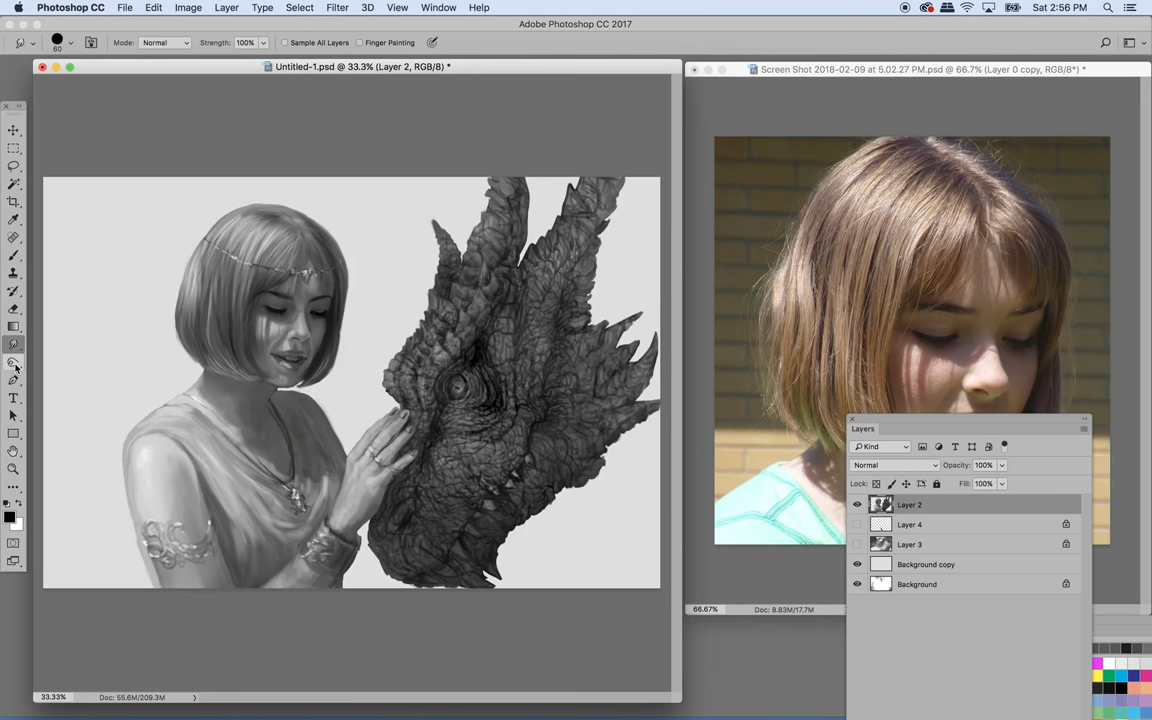 Photoshop CC File Edit Image Layer Type Select Filter 3D View Window Help Sat 2:56 PM
Adobe Photoshop CC 2017
60 Mode: Normal Strength: 100% Sample All Layers Finger Painting
Untitled-1.psd @ 33.3% (Layer 2, RGB/8) *
Screen Shot 2018-02-09 at 5.02.27 PM.psd @ 66.7% (Layer 0 copy, RGB/8*) *
Layers
Kind
Normal Opacity: 100%
Lock: Fill: 100%
Layer 2
Layer 4
Layer 3
Background copy
Background
66.67% Doc: 8.83M/17.7M
33.33% Doc: 55.6M/209.3M